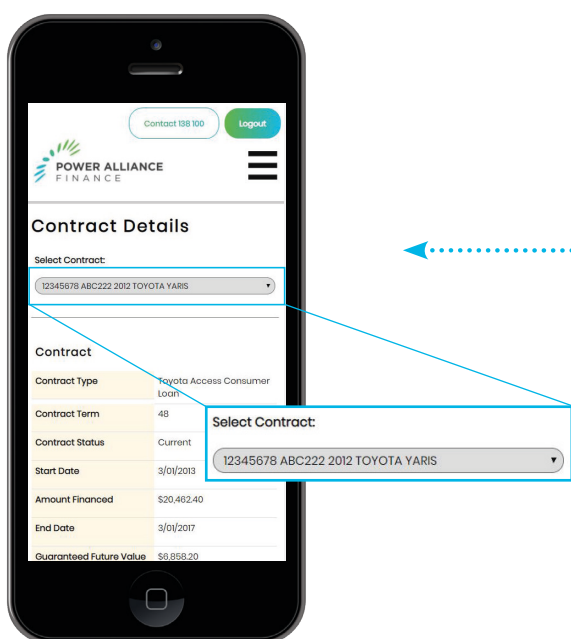 Contact 138 100
Logout
POWER ALLIANCE
FINANCE
Contract Details
Select Contract:
12345678 ABC222 2012 TOYOTA YARIS
Contract
Contract Type
Toyota Access Consumer
Loan
Contract Term
48
Contract Status
Current
Start Date
3/01/2013
Amount Financed
$20,462.40
End Date
3/01/2017
Guaranteed Future Value
$6,858.20
Select Contract:
12345678 ABC222 2012 TOYOTA YARIS